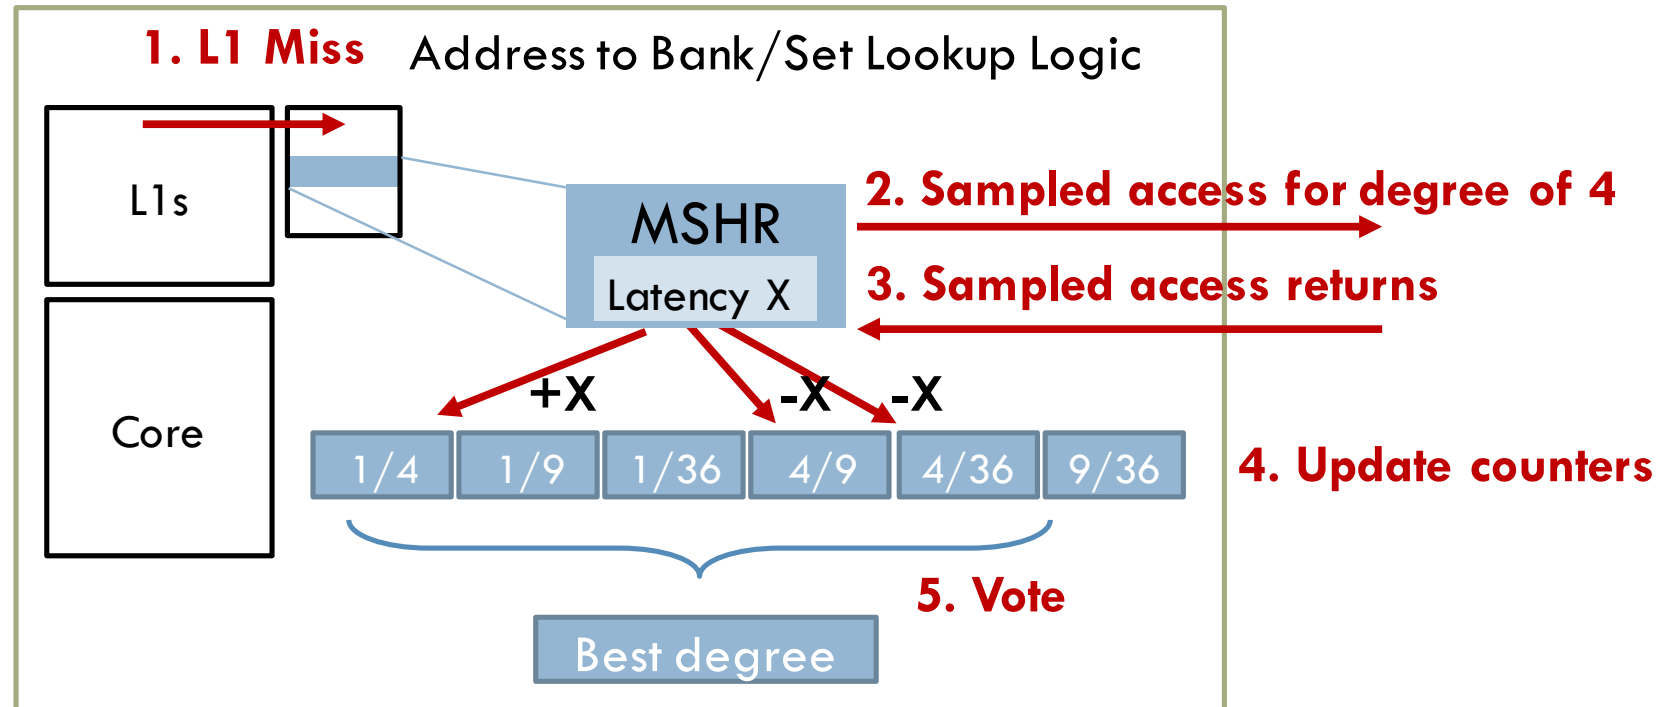 1. L1 Miss
Address to Bank/Set Lookup Logic
L1s
MSHR
Latency X
2. Sampled access for degree of 4
3. Sampled access returns
+X
-X
-X
Core
1/4
1/9
1/36
4/9
4/36
9/36
4. Update counters
5. Vote
Best degree